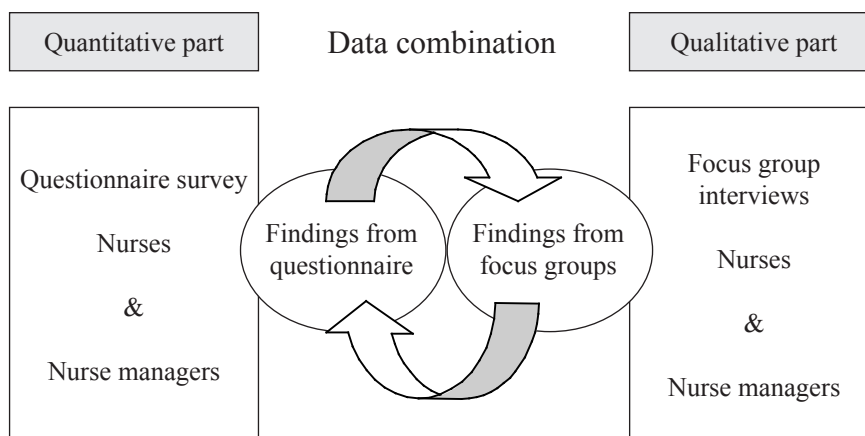 Quantitative part
Data combination
Qualitative part
Questionnaire survey
Nurses
&
Nurse managers
Findings from
questionnaire
Findings from
focus groups
Focus group
interviews
Nurses
&
Nurse managers